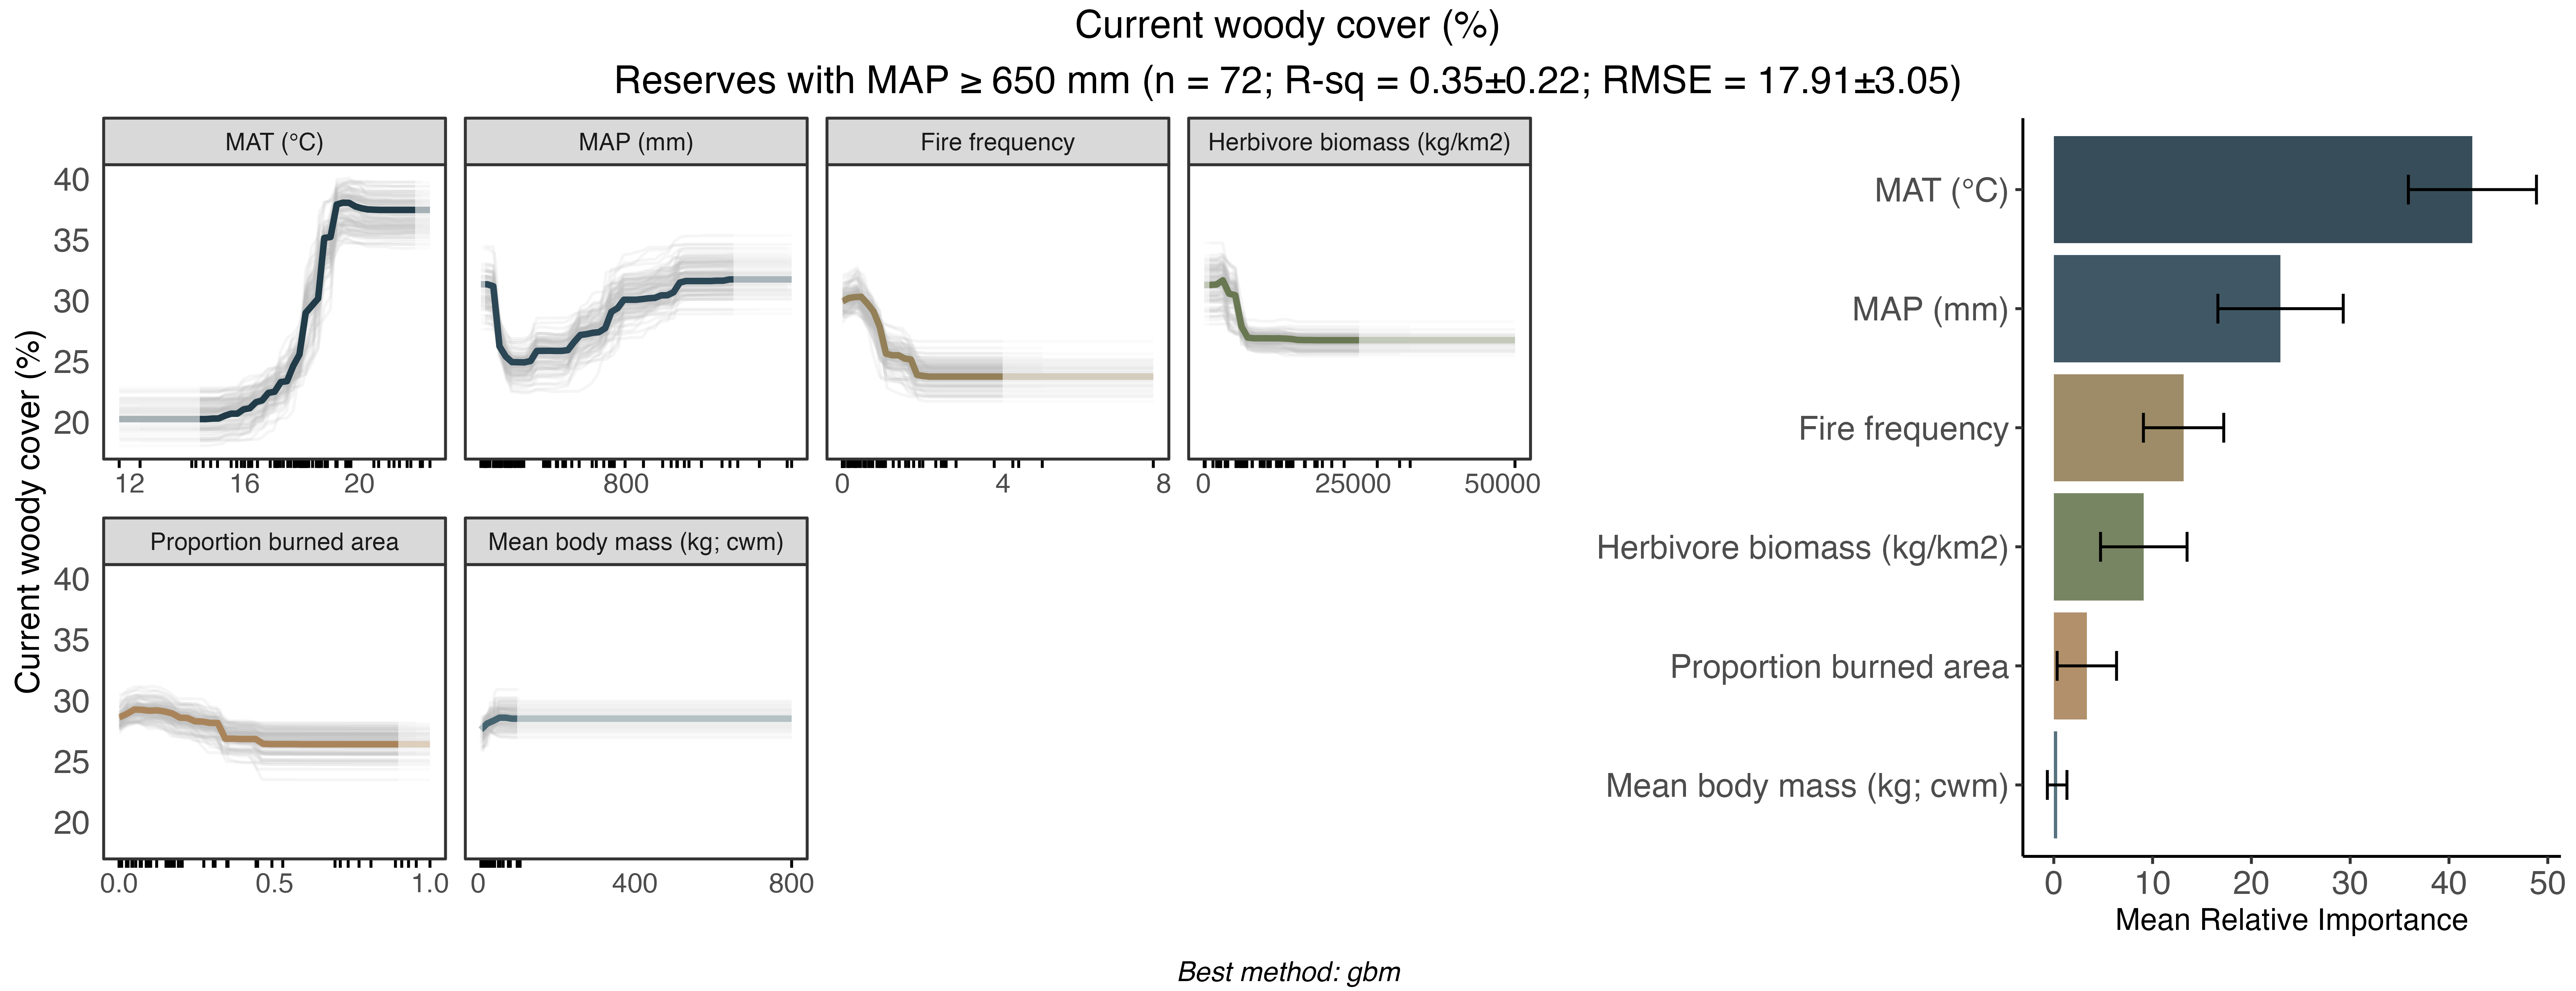 Current woody cover (%)
Reserves with MAP ≥ 650 mm (n = 72; R-sq = 0.35±0.22; RMSE = 17.91±3.05)
Current woody cover (%)
MAT (°C)
MAP (mm)
Fire frequency
Herbivore biomass (kg/km2)
40
35
30
25
20
12 16 20
800
0 4 8
0 25000 50000
Proportion burned area
Mean body mass (kg; cwm)
40
35
30
25
20
0.0 0.5 1.0
0 400 800
MAT (°C)
MAP (mm)
Fire frequency
Herbivore biomass (kg/km2)
Proportion burned area
Mean body mass (kg; cwm)
0 10 20 30 40 50
Mean Relative Importance
Best method: gbm